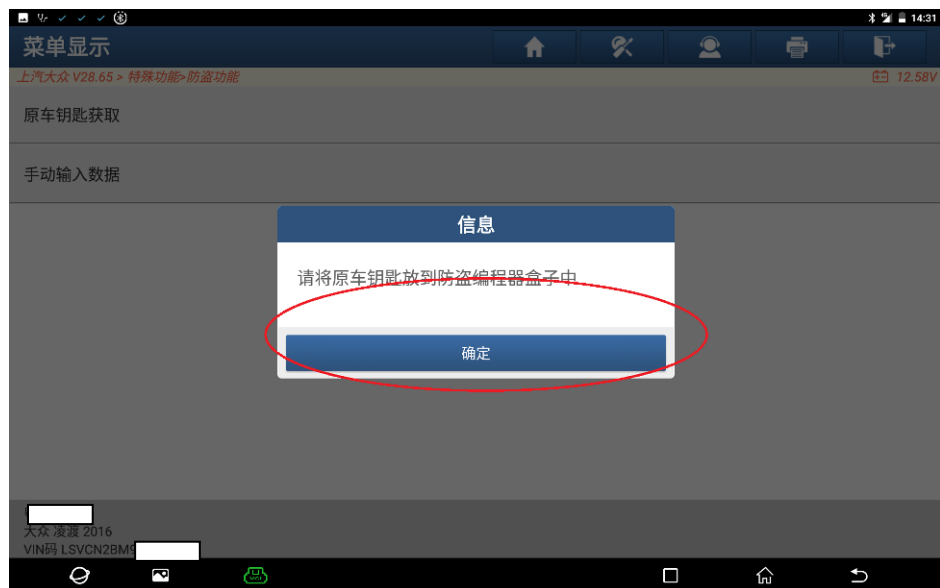 14:31
菜单显示
上汽大众 V28.65 > 特殊功能>防盗功能
12.58V
原车钥匙获取
手动输入数据
信息
请将原车钥匙放到防盗编程器盒子中。
确定
大众 凌渡 2016
VIN码 LSVCN2BM9
VCI